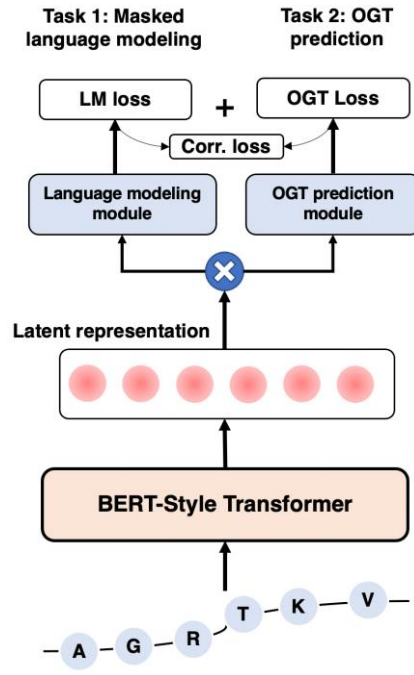 Task 1: Masked
language modeling
Task 2: OGT
prediction
LM loss
+
OGT Loss
Corr. loss
Language modeling
module
OGT prediction
module
Latent representation
BERT-Style Transformer
A G R T K V